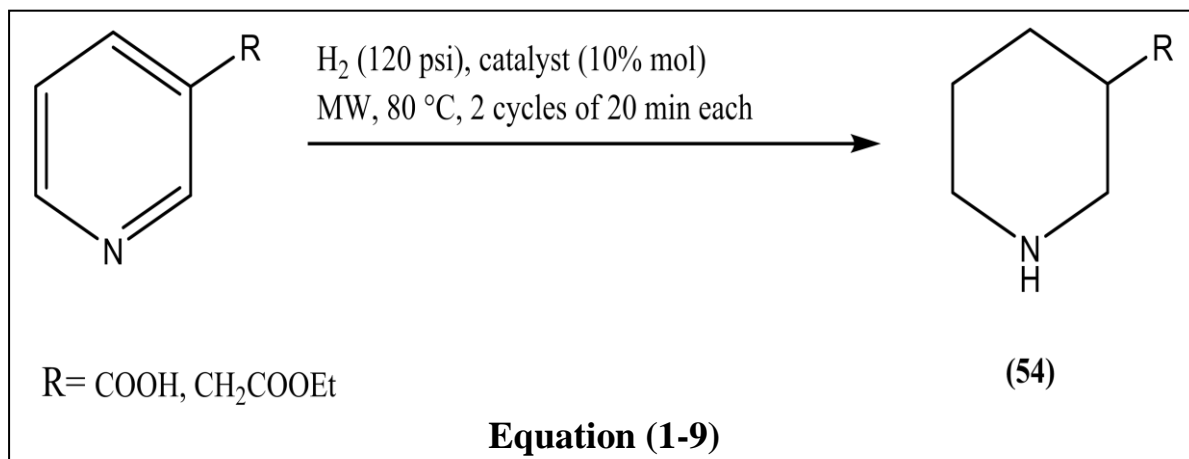 R
H₂ (120 psi), catalyst (10% mol)
MW, 80 °C, 2 cycles of 20 min each
R
N
N
H
(54)
R= COOH, CH₂COOEt
Equation (1-9)